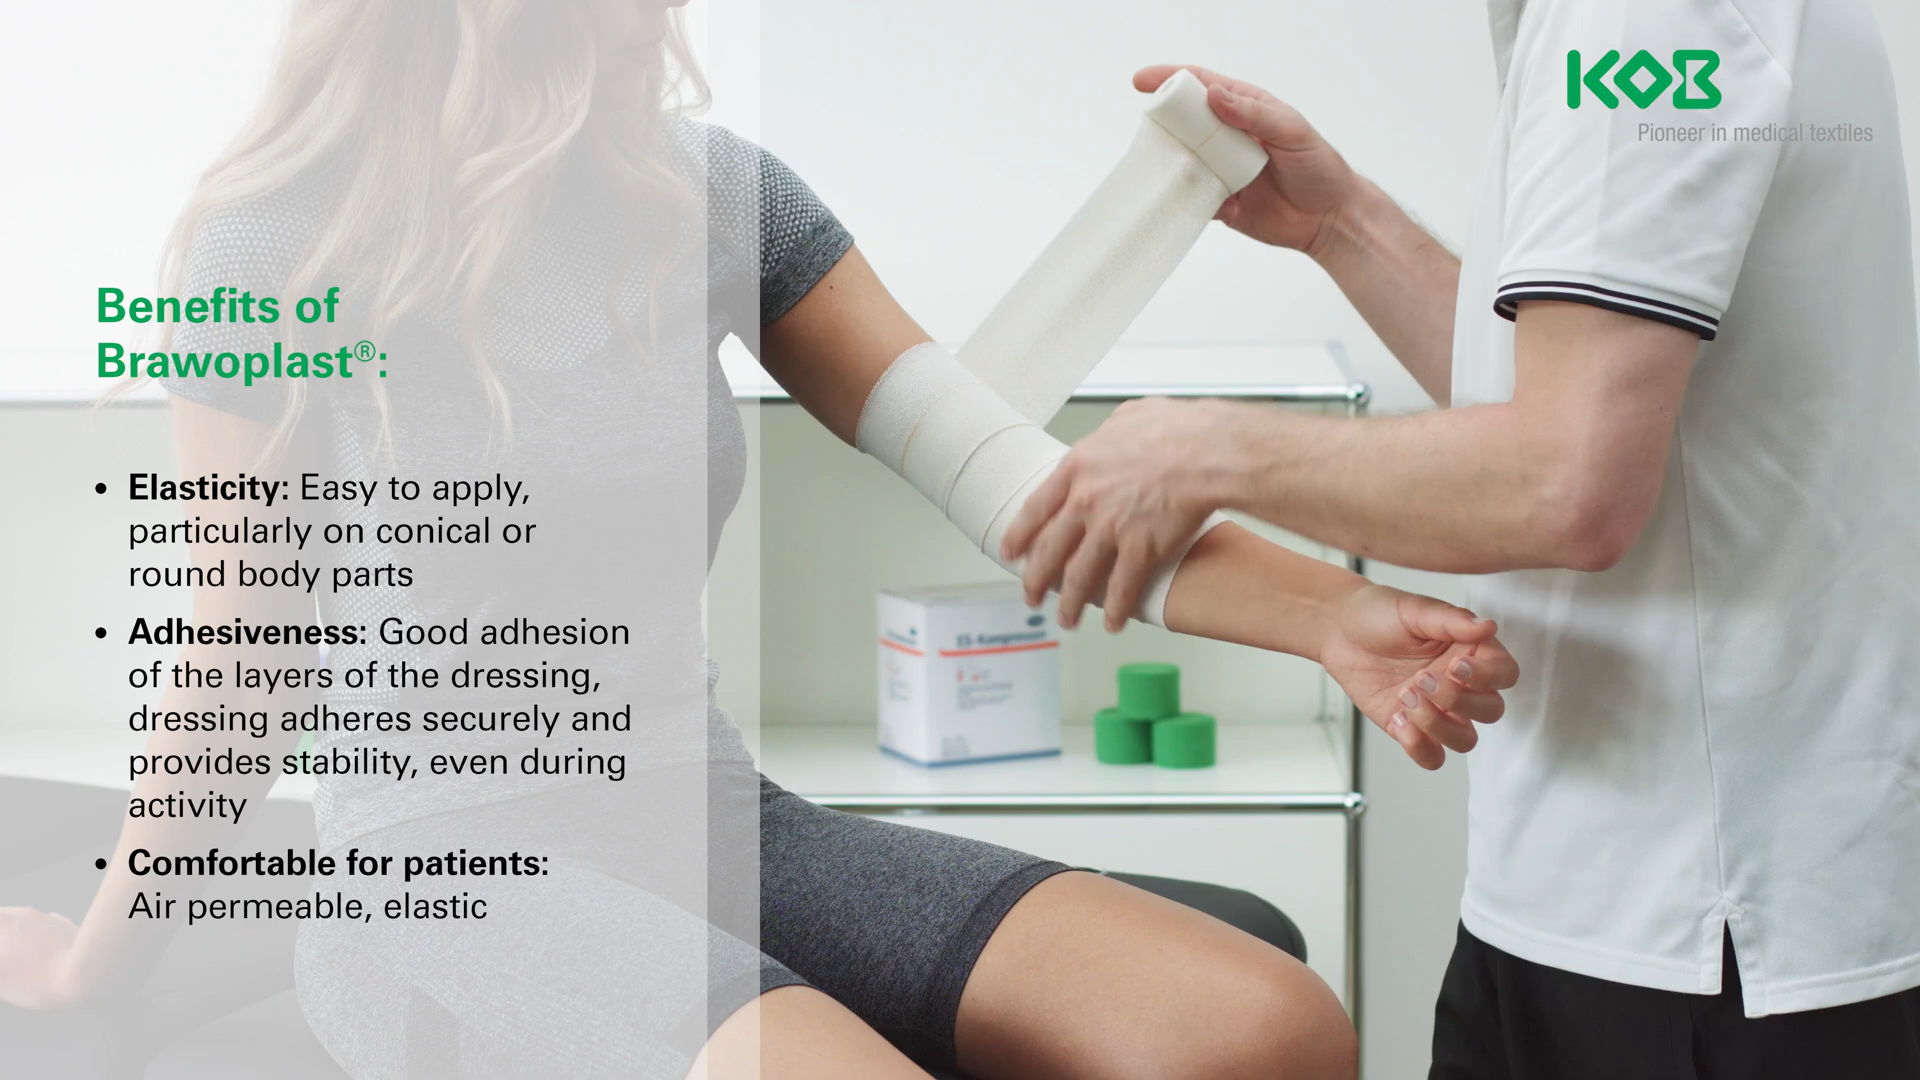 KOB
Pioneer in medical textiles
Benefits of
Brawoplast®:
• Elasticity: Easy to apply,
particularly on conical or
round body parts
• Adhesiveness: Good adhesion
of the layers of the dressing,
dressing adheres securely and
provides stability, even during
activity
• Comfortable for patients:
Air permeable, elastic
ES-Kompressen